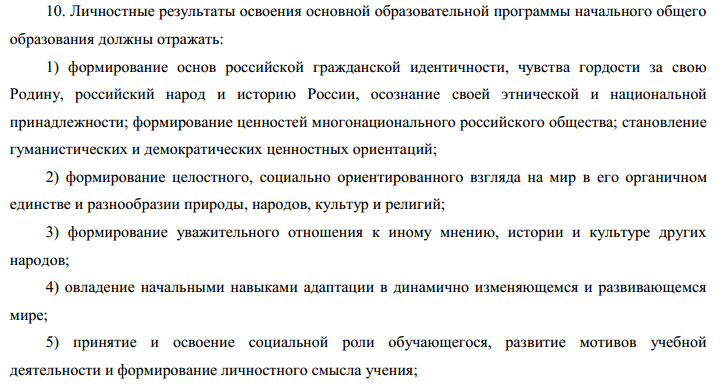 10. Личностные результаты освоения основной образовательной программы начального общего
образования должны отражать:
1) формирование основ российской гражданской идентичности, чувства гордости за свою
Родину, российский народ и историю России, осознание своей этнической и национальной
принадлежности; формирование ценностей многонационального российского общества; становление
гуманистических и демократических ценностных ориентаций;
2) формирование целостного, социально ориентированного взгляда на мир в его органичном
единстве и разнообразии природы, народов, культур и религий;
3) формирование уважительного отношения к иному мнению, истории и культуре других
народов;
4) овладение начальными навыками адаптации в динамично изменяющемся и развивающемся
мире;
5) принятие и освоение социальной роли обучающегося, развитие мотивов учебной
деятельности и формирование личностного смысла учения;